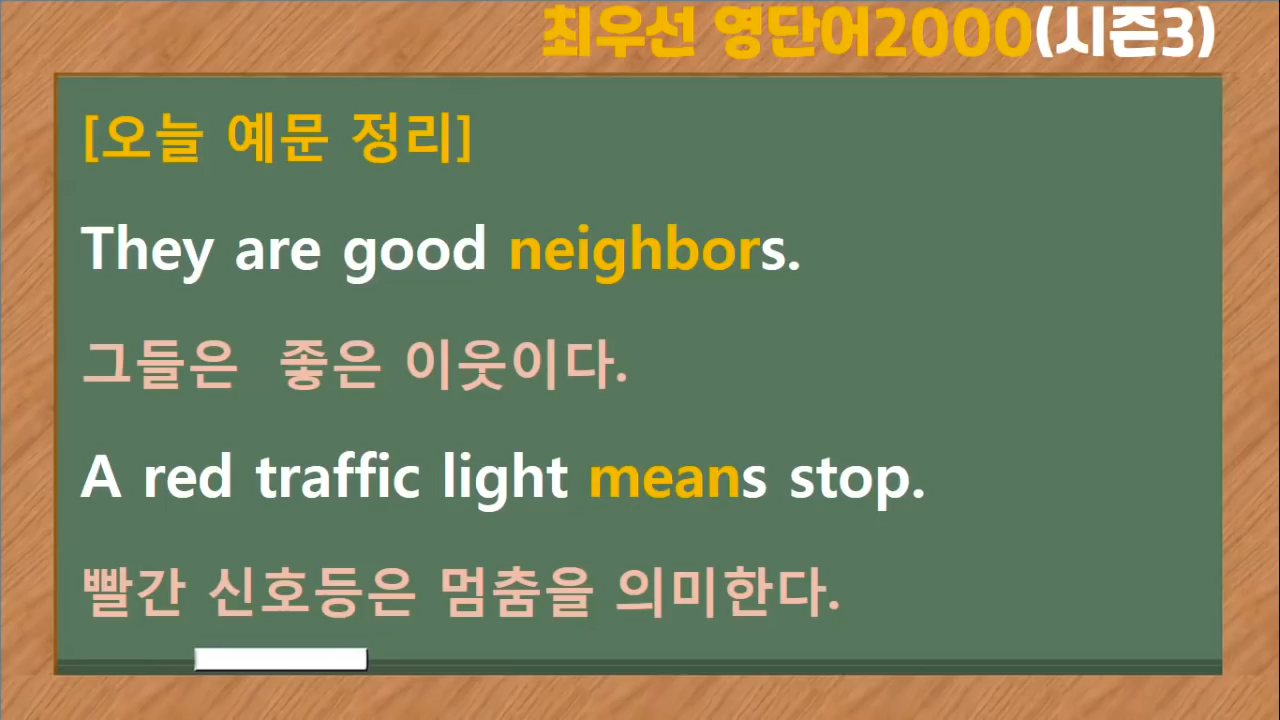 최우선 영단어2000(시즌3)
[오늘 예문 정리]
They are good neighbors.
그들은 좋은 이웃이다.
A red traffic light means stop.
빨간 신호등은 멈춤을 의미한다.